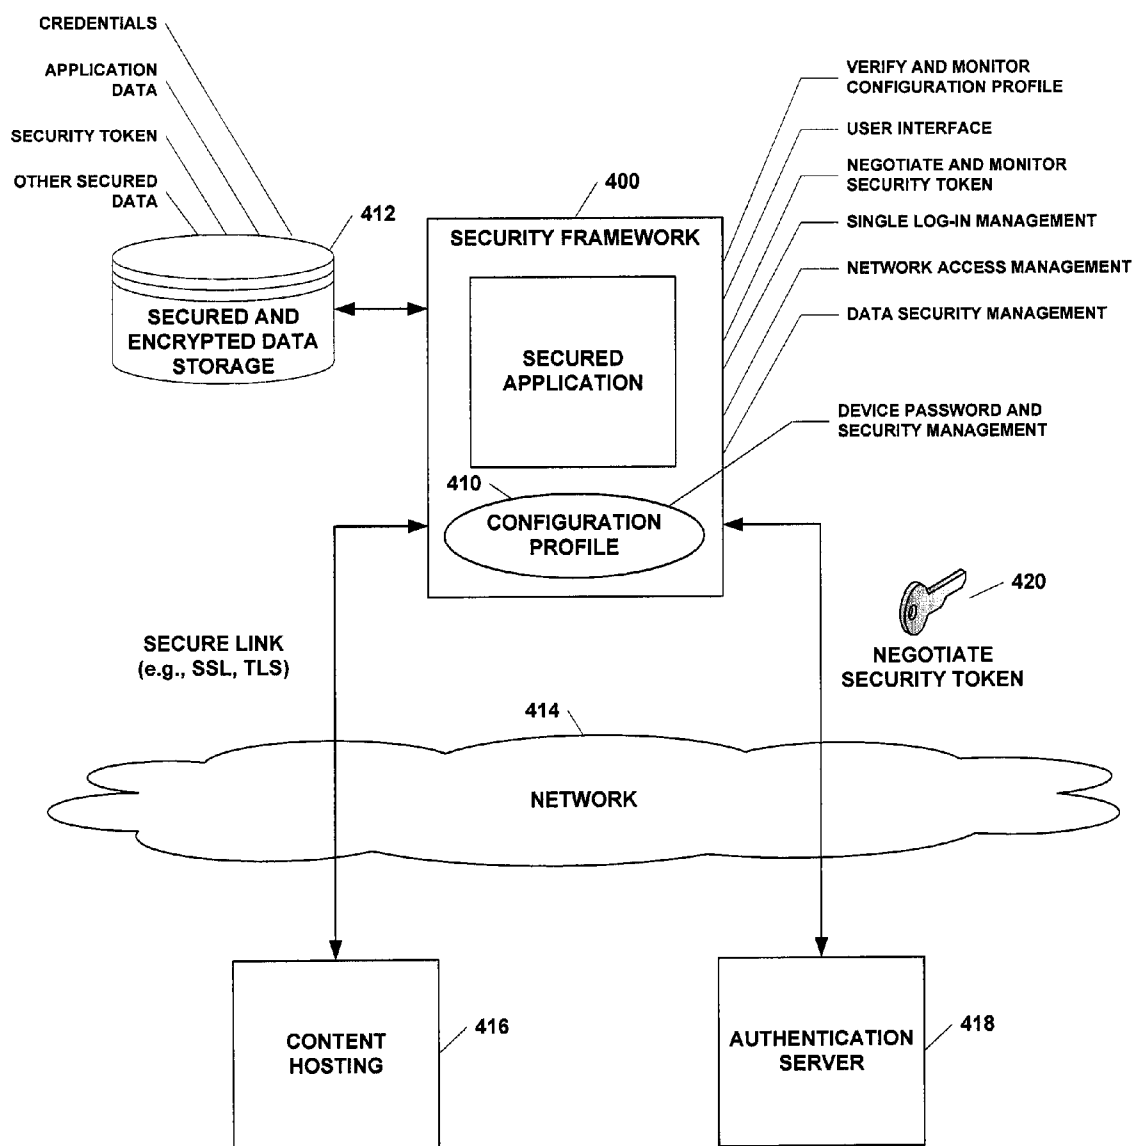 CREDENTIALS
APPLICATION
DATA
SECURITY TOKEN
OTHER SECURED
DATA
412
SECURED AND
ENCRYPTED DATA
STORAGE
400
SECURITY FRAMEWORK
SECURED
APPLICATION
410
CONFIGURATION
PROFILE
VERIFY AND MONITOR
CONFIGURATION PROFILE
USER INTERFACE
NEGOTIATE AND MONITOR
SECURITY TOKEN
SINGLE LOG-IN MANAGEMENT
NETWORK ACCESS MANAGEMENT
DATA SECURITY MANAGEMENT
DEVICE PASSWORD AND
SECURITY MANAGEMENT
SECURE LINK
(e.g., SSL, TLS)
420
NEGOTIATE
SECURITY TOKEN
414
NETWORK
CONTENT
HOSTING
416
AUTHENTICATION
SERVER
418